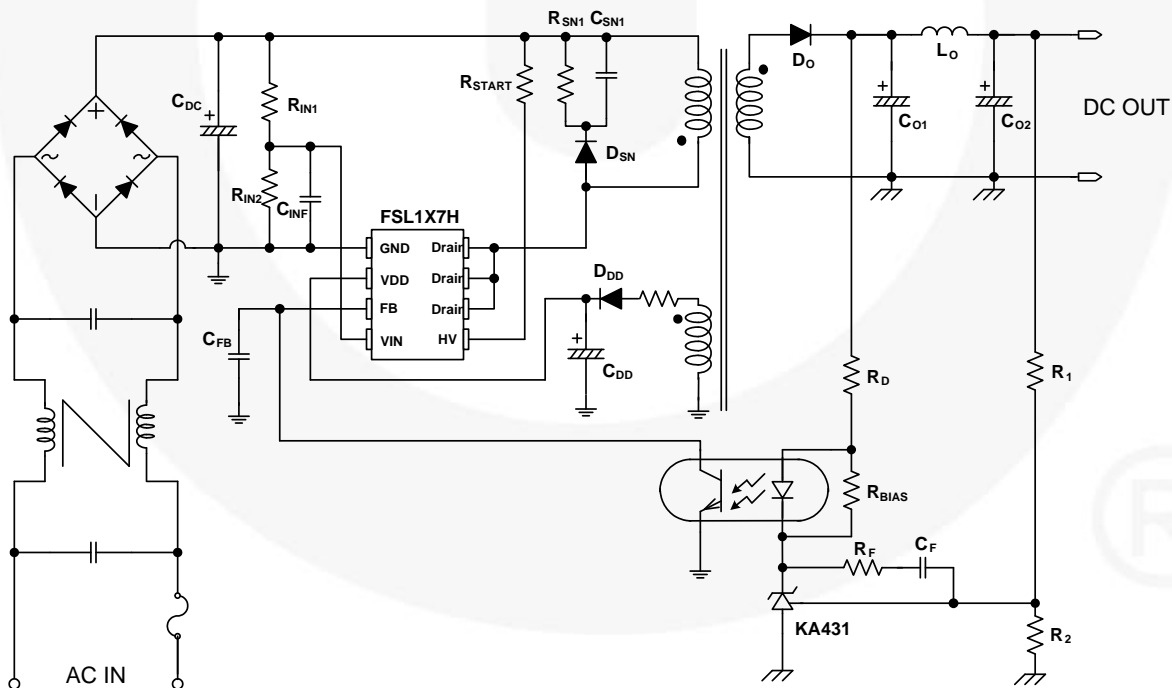 RSN1 CSN1
RSTART
CDC
+
RIN1
RIN2
CINF
DSN
DO
LO
+
CO1
+
CO2
DC OUT
+
~
~
−
FSL1X7H
GND
VDD
FB
VIN
Drain
Drain
Drain
HV
DDD
+
CDD
CFB
RD
R1
RBIAS
RF
CF
KA431
R2
AC IN
R